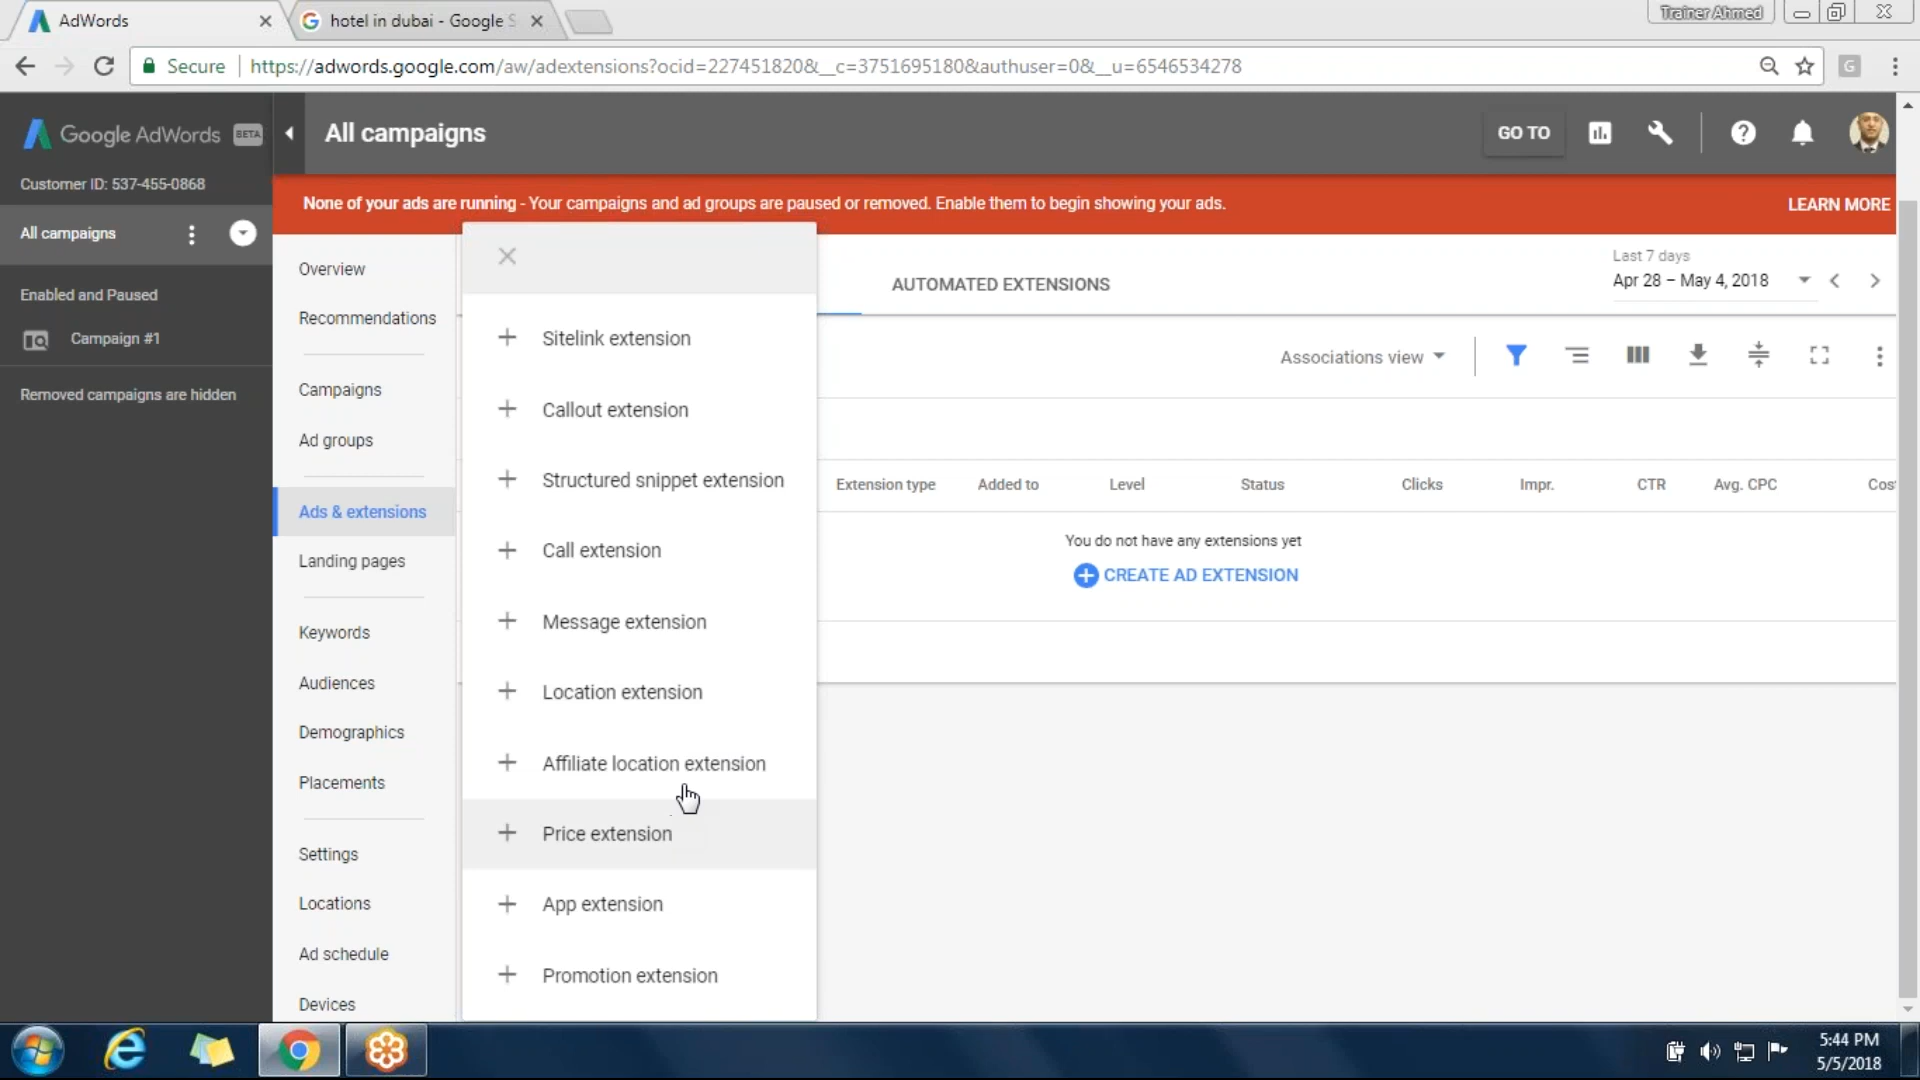 AdWords
hotel in dubai - Google S
Trainer Ahmed
Secure
https://adwords.google.com/aw/adextensions?ocid=227451820&__c=3751695180&authuser=0&__u=6546534278
G
Google AdWords BETA
All campaigns
GO TO
Customer ID: 537-455-0868
None of your ads are running - Your campaigns and ad groups are paused or removed. Enable them to begin showing your ads.
LEARN MORE
All campaigns
Enabled and Paused
Campaign #1
Removed campaigns are hidden
Overview
Recommendations
Campaigns
Ad groups
Ads & extensions
Landing pages
Keywords
Audiences
Demographics
Placements
Settings
Locations
Ad schedule
Devices
Sitelink extension
Callout extension
Structured snippet extension
Call extension
Message extension
Location extension
Affiliate location extension
Price extension
App extension
Promotion extension
AUTOMATED EXTENSIONS
Last 7 days
Apr 28 – May 4, 2018
Associations view
Extension type
Added to
Level
Status
Clicks
Impr.
CTR
Avg. CPC
Cos
You do not have any extensions yet
CREATE AD EXTENSION
5:44 PM
5/5/2018